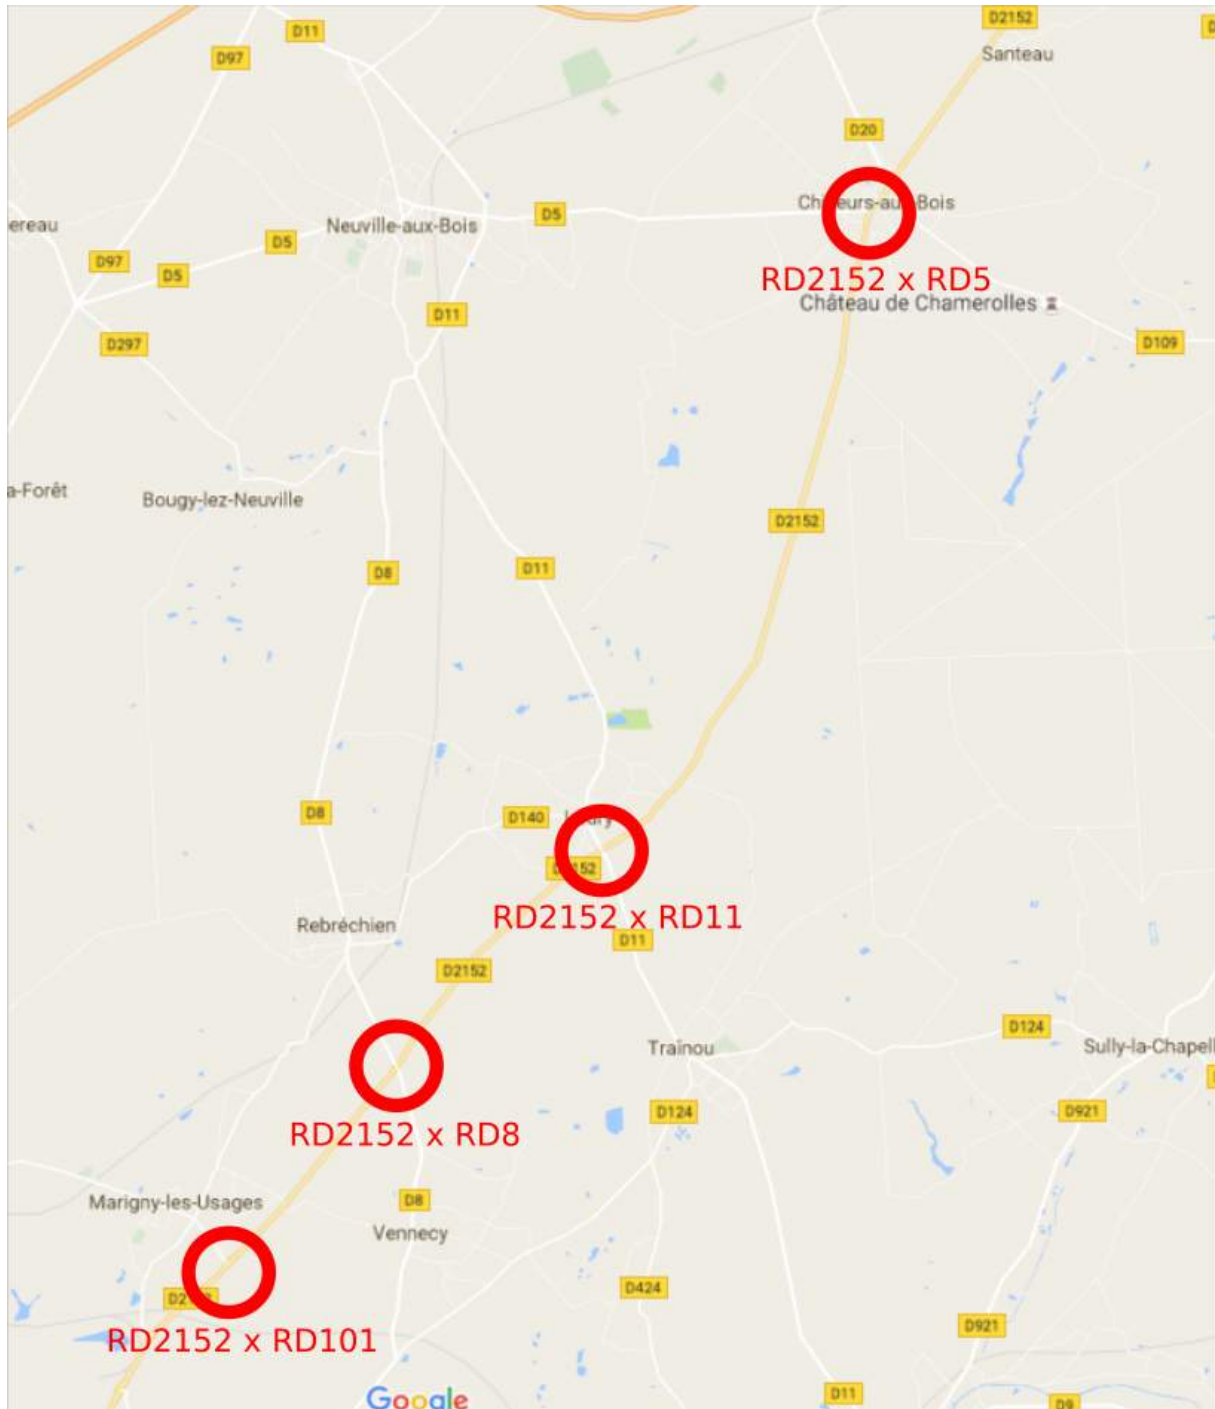 D2152
D11
D
Santeau
D97
D20
Neuville-aux-Bois
D5
ereau
D5
D97
D5
RD2152 x RD5
Château de Chamerolles
D11
D297
D109
a-Forêt
Bougy-lez-Neuville
D2152
D8
D11
D8
D140
RD2152 x RD11
Rebréchien
D11
D2152
D124
Traînou
Sully-la-Chapell
D124
D921
RD2152 x RD8
Marigny-les-Usages
D8
Vennecy
D424
D921
RD2152 x RD101
D11
Google
D9